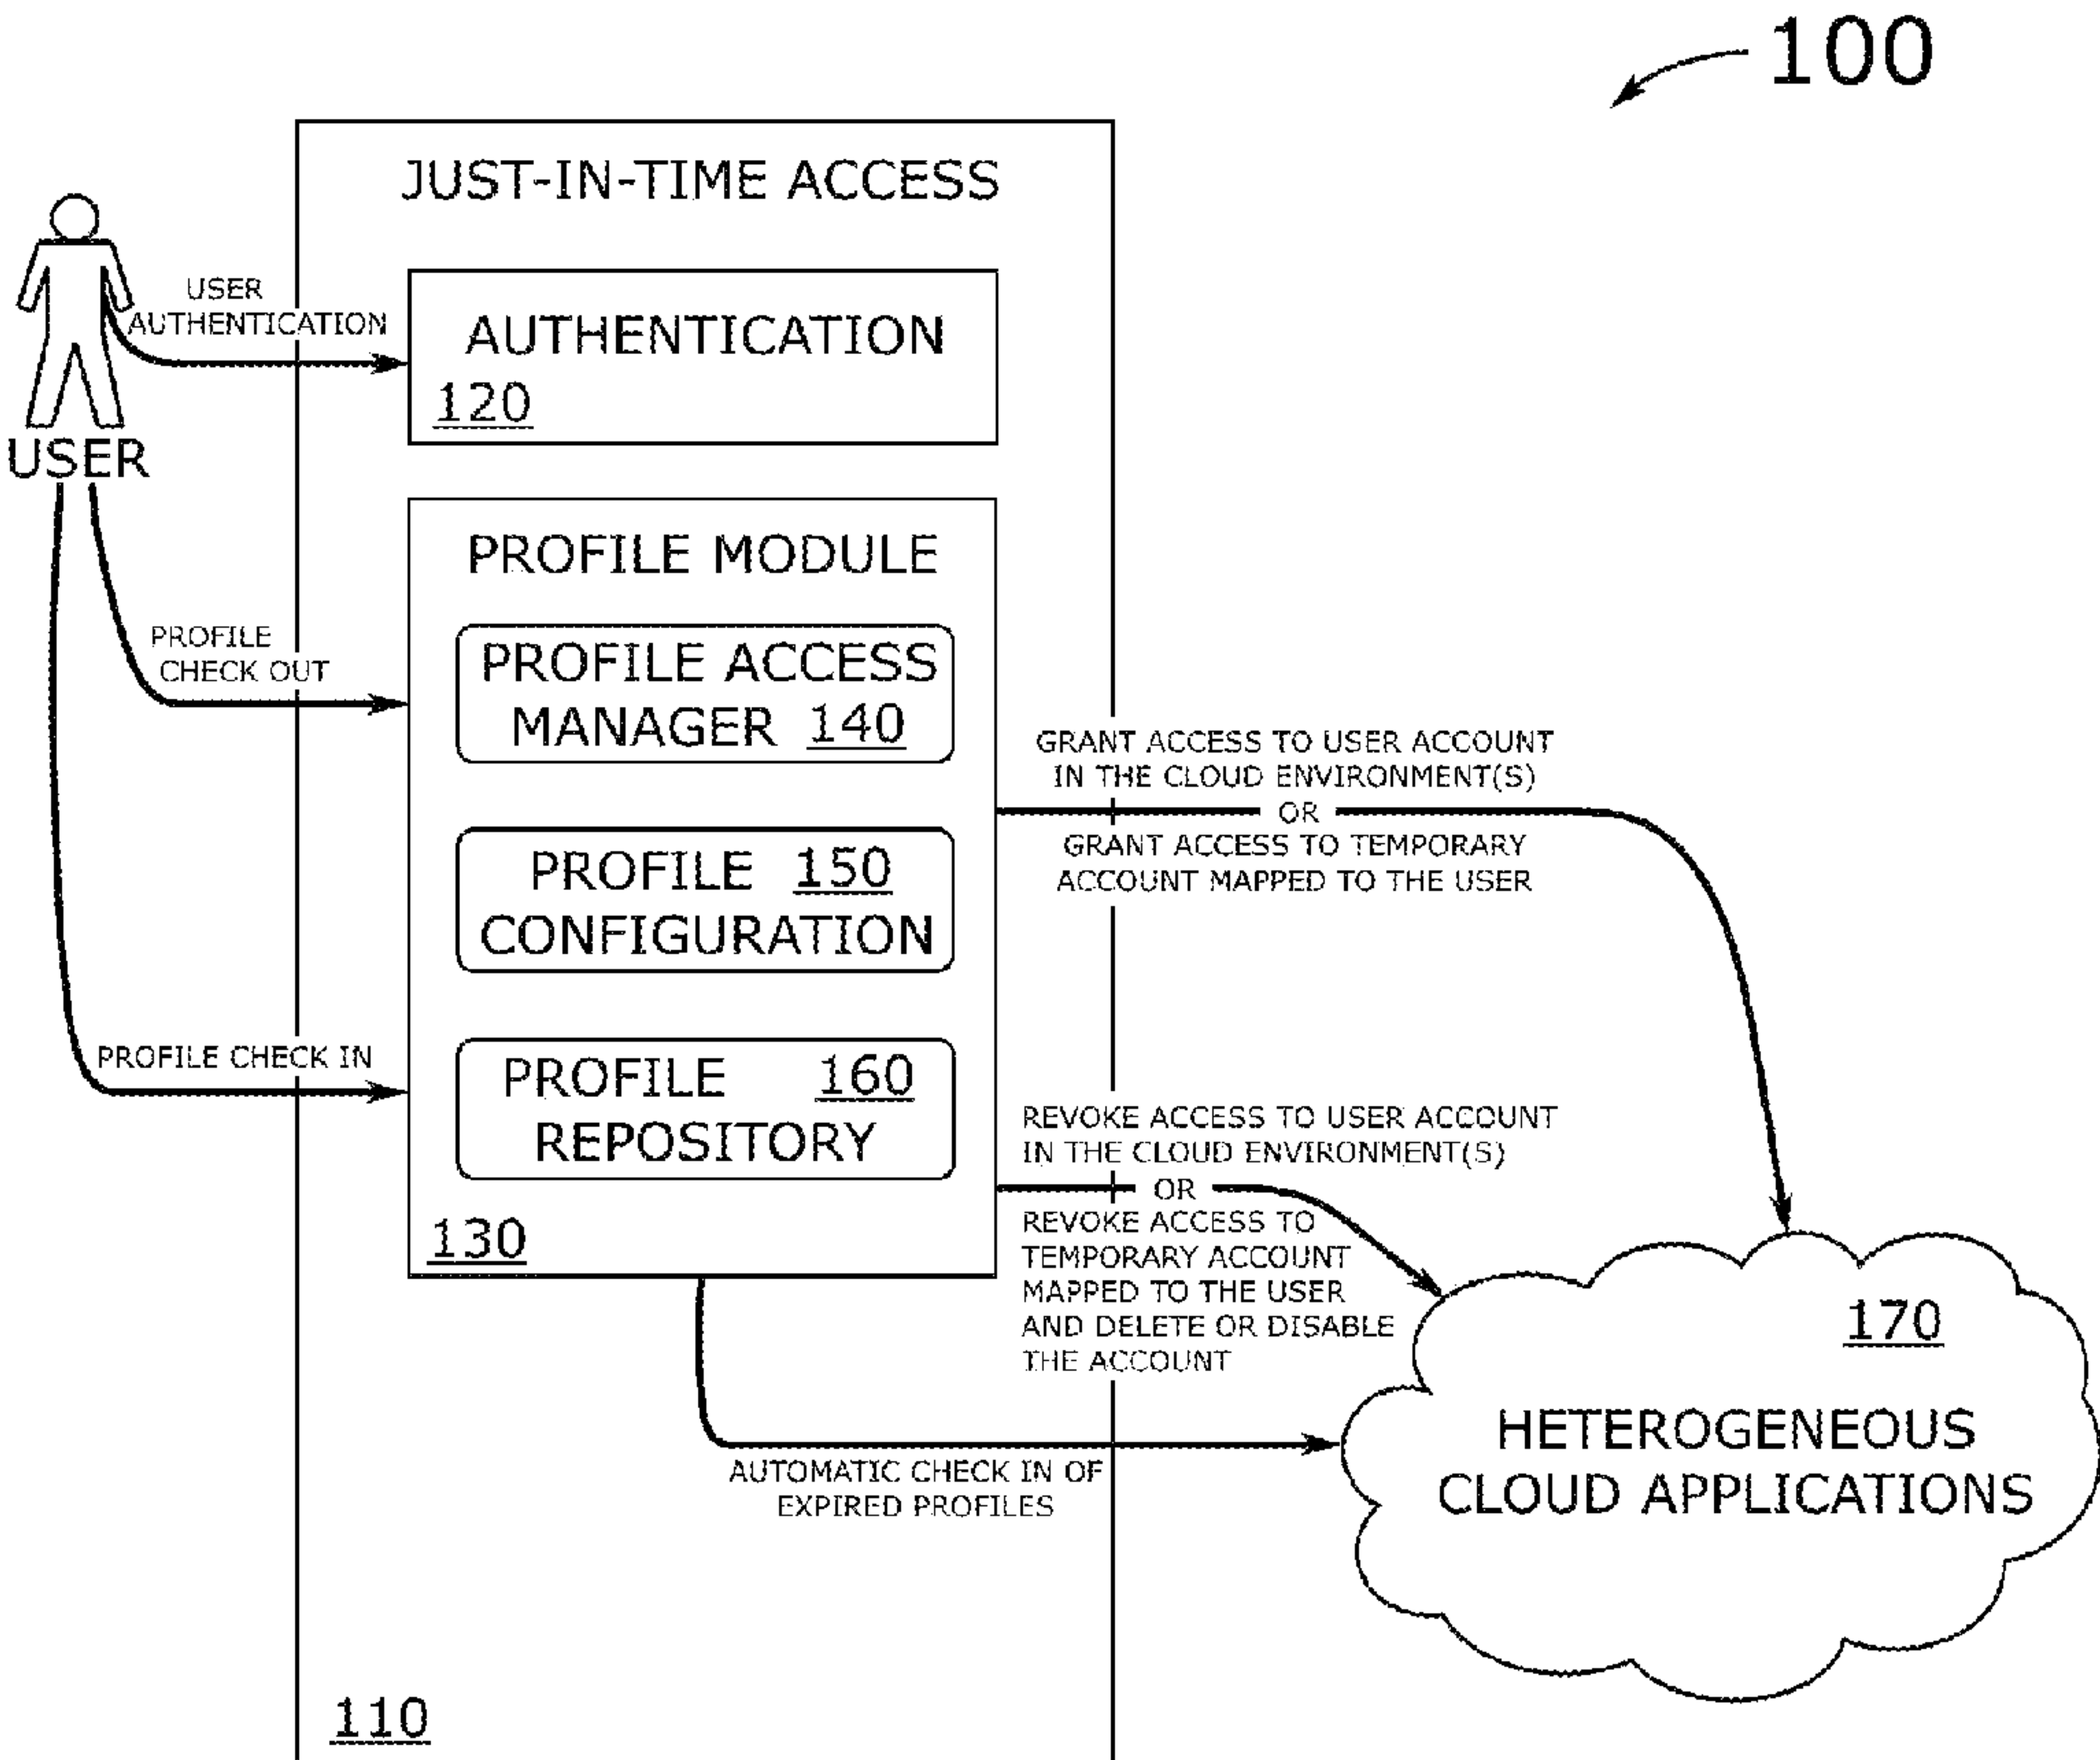 100
JUST-IN-TIME ACCESS
USER
AUTHENTICATION
AUTHENTICATION
120
USER
PROFILE MODULE
PROFILE
CHECK OUT
PROFILE ACCESS
MANAGER 140
GRANT ACCESS TO USER ACCOUNT
IN THE CLOUD ENVIRONMENT(S)
OR
GRANT ACCESS TO TEMPORARY
ACCOUNT MAPPED TO THE USER
PROFILE 150
CONFIGURATION
PROFILE CHECK IN
PROFILE 160
REPOSITORY
130
REVOKE ACCESS TO USER ACCOUNT
IN THE CLOUD ENVIRONMENT(S)
OR
REVOKE ACCESS TO
TEMPORARY ACCOUNT
MAPPED TO THE USER
AND DELETE OR DISABLE
THE ACCOUNT
170
HETEROGENEOUS
CLOUD APPLICATIONS
AUTOMATIC CHECK IN OF
EXPIRED PROFILES
110